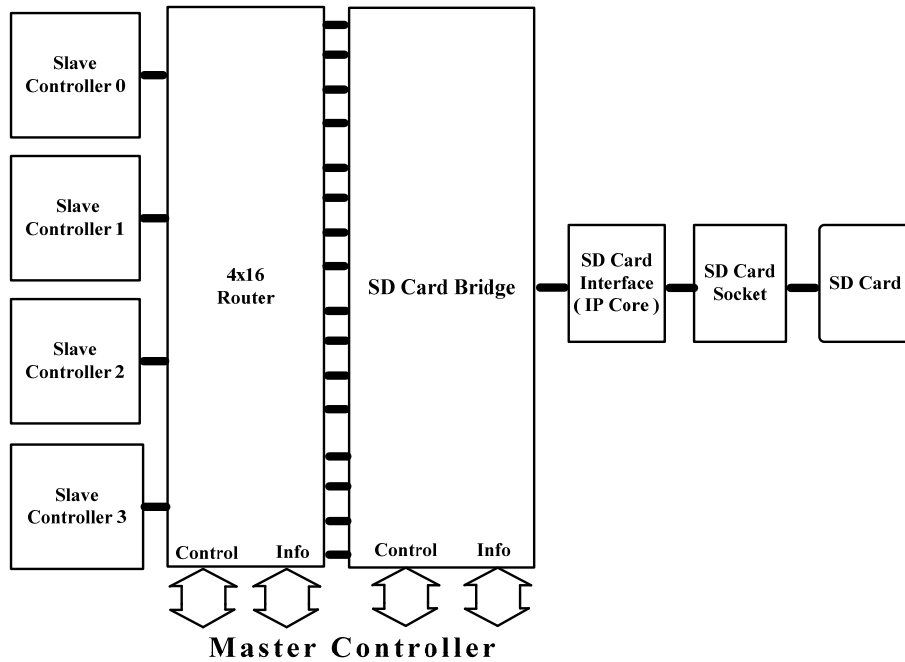 Slave
Controller 0
Slave
Controller 1
Slave
Controller 2
Slave
Controller 3
4x16
Router
Control Info
SD Card Bridge
Control Info
SD Card
Interface
( IP Core )
SD Card
Socket
SD Card
Master Controller